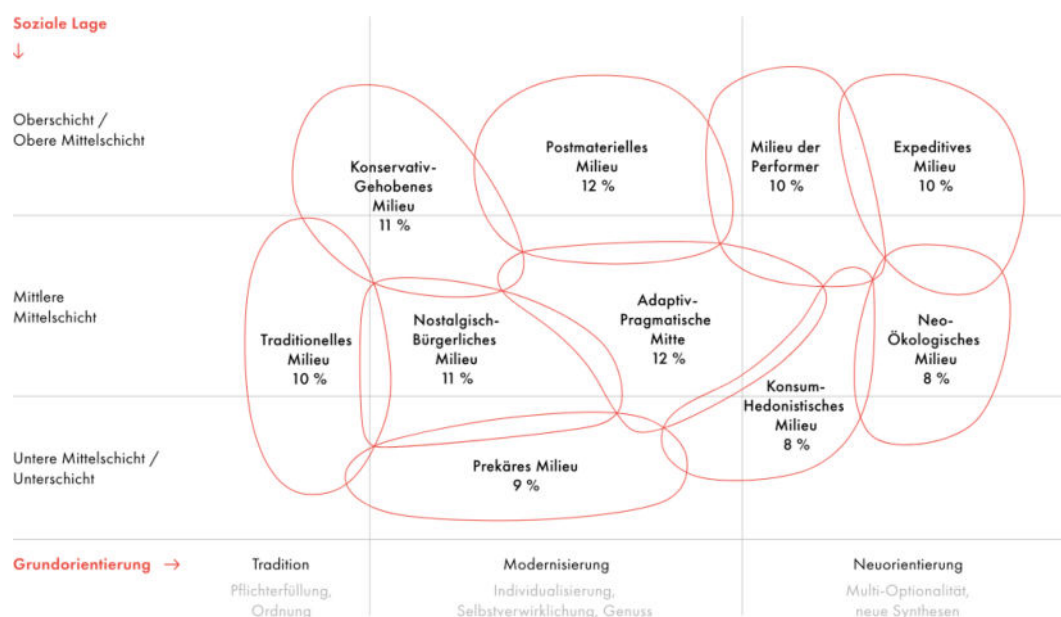 Soziale Lage
↓
Oberschicht /
Obere Mittelschicht
Konservativ-
Gehobenes
Milieu
11 %
Postmaterielles
Milieu
12 %
Milieu der
Performer
10 %
Expeditives
Milieu
10 %
Mittlere
Mittelschicht
Traditionelles
Milieu
10 %
Nostalgisch-
Bürgerliches
Milieu
11 %
Adaptiv-
Pragmatische
Mitte
12 %
Neo-
Ökologisches
Milieu
8 %
Konsum-
Hedonistisches
Milieu
8 %
Untere Mittelschicht /
Unterschicht
Prekäres Milieu
9 %
Grundorientierung →
Tradition
Pflichterfüllung,
Ordnung
Modernisierung
Individualisierung,
Selbstverwirklichung, Genuss
Neuorientierung
Multi-Optionalität,
neue Synthesen